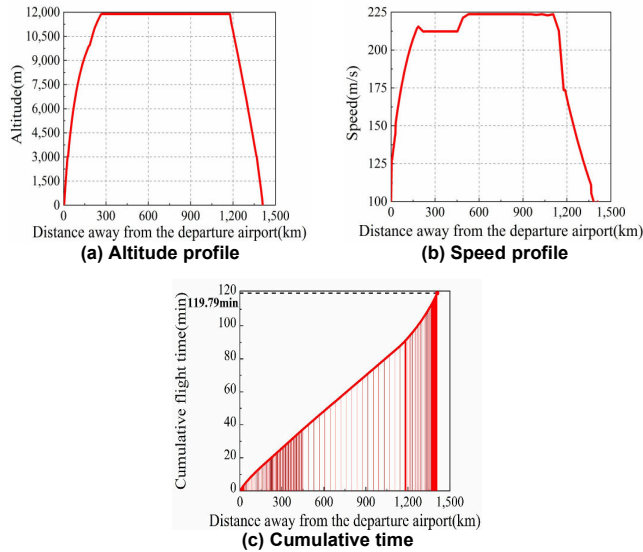 12,000
10,500
9,000
7,500
6,000
4,500
3,000
1,500
0
Altitude(m)
0 300 600 900 1,200 1,500
Distance away from the departure airport(km)
(a) Altitude profile
225
200
175
150
125
100
Speed(m/s)
0 300 600 900 1,200 1,500
Distance away from the departure airport(km)
(b) Speed profile
120
119.79min
100
80
60
40
20
0
Cumulative flight time(min)
0 300 600 900 1,200 1,500
Distance away from the departure airport(km)
(c) Cumulative time